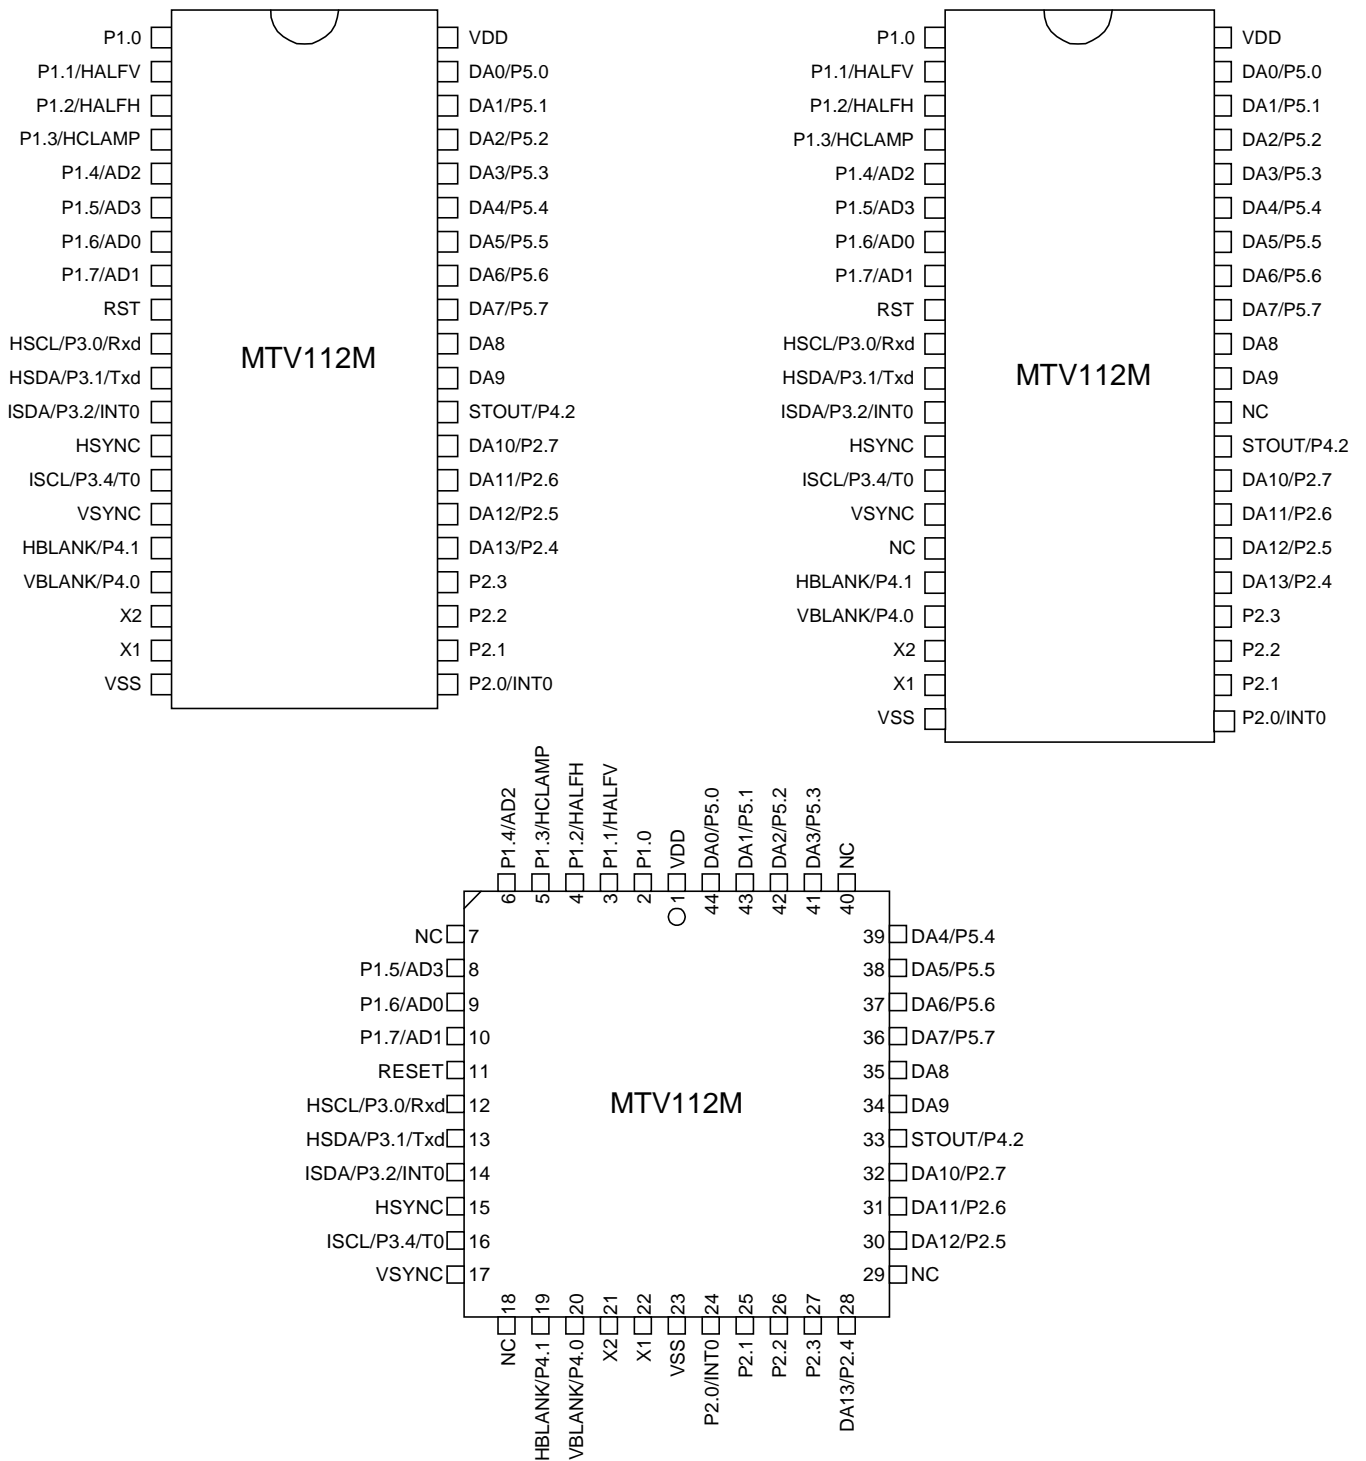 P1.0
P1.1/HALFV
P1.2/HALFH
P1.3/HCLAMP
P1.4/AD2
P1.5/AD3
P1.6/AD0
P1.7/AD1
RST
HSCL/P3.0/Rxd
HSDA/P3.1/Txd
ISDA/P3.2/INT0
HSYNC
ISCL/P3.4/T0
VSYNC
HBLANK/P4.1
VBLANK/P4.0
X2
X1
VSS
MTV112M
VDD
DA0/P5.0
DA1/P5.1
DA2/P5.2
DA3/P5.3
DA4/P5.4
DA5/P5.5
DA6/P5.6
DA7/P5.7
DA8
DA9
STOUT/P4.2
DA10/P2.7
DA11/P2.6
DA12/P2.5
DA13/P2.4
P2.3
P2.2
P2.1
P2.0/INT0
P1.0
P1.1/HALFV
P1.2/HALFH
P1.3/HCLAMP
P1.4/AD2
P1.5/AD3
P1.6/AD0
P1.7/AD1
RST
HSCL/P3.0/Rxd
HSDA/P3.1/Txd
ISDA/P3.2/INT0
HSYNC
ISCL/P3.4/T0
VSYNC
NC
HBLANK/P4.1
VBLANK/P4.0
X2
X1
VSS
MTV112M
VDD
DA0/P5.0
DA1/P5.1
DA2/P5.2
DA3/P5.3
DA4/P5.4
DA5/P5.5
DA6/P5.6
DA7/P5.7
DA8
DA9
NC
STOUT/P4.2
DA10/P2.7
DA11/P2.6
DA12/P2.5
DA13/P2.4
P2.3
P2.2
P2.1
P2.0/INT0
6 P1.4/AD2
5 P1.3/HCLAMP
4 P1.2/HALFH
3 P1.1/HALFV
2 P1.0
1 VDD
44 DA0/P5.0
43 DA1/P5.1
42 DA2/P5.2
41 DA3/P5.3
40 NC
NC 7
P1.5/AD3 8
P1.6/AD0 9
P1.7/AD1 10
RESET 11
HSCL/P3.0/Rxd 12
HSDA/P3.1/Txd 13
ISDA/P3.2/INT0 14
HSYNC 15
ISCL/P3.4/T0 16
VSYNC 17
MTV112M
39 DA4/P5.4
38 DA5/P5.5
37 DA6/P5.6
36 DA7/P5.7
35 DA8
34 DA9
33 STOUT/P4.2
32 DA10/P2.7
31 DA11/P2.6
30 DA12/P2.5
29 NC
NC 18
HBLANK/P4.1 19
VBLANK/P4.0 20
X2 21
X1 22
VSS 23
P2.0/INT0 24
P2.1 25
P2.2 26
P2.3 27
DA13/P2.4 28